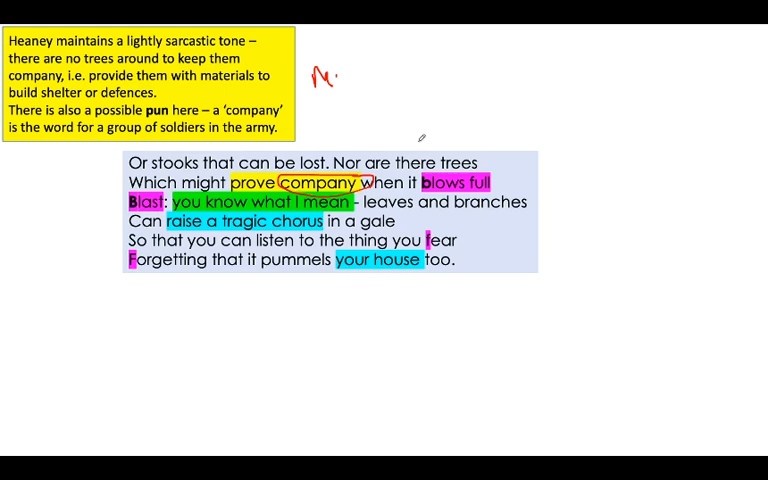 Heaney maintains a lightly sarcastic tone –
there are no trees around to keep them
company, i.e. provide them with materials to
build shelter or defences.
There is also a possible pun here – a ‘company’
is the word for a group of soldiers in the army.
Or stooks that can be lost. Nor are there trees
Which might prove company when it blows full
Blast: you know what I mean - leaves and branches
Can raise a tragic chorus in a gale
So that you can listen to the thing you fear
Forgetting that it pummels your house too.